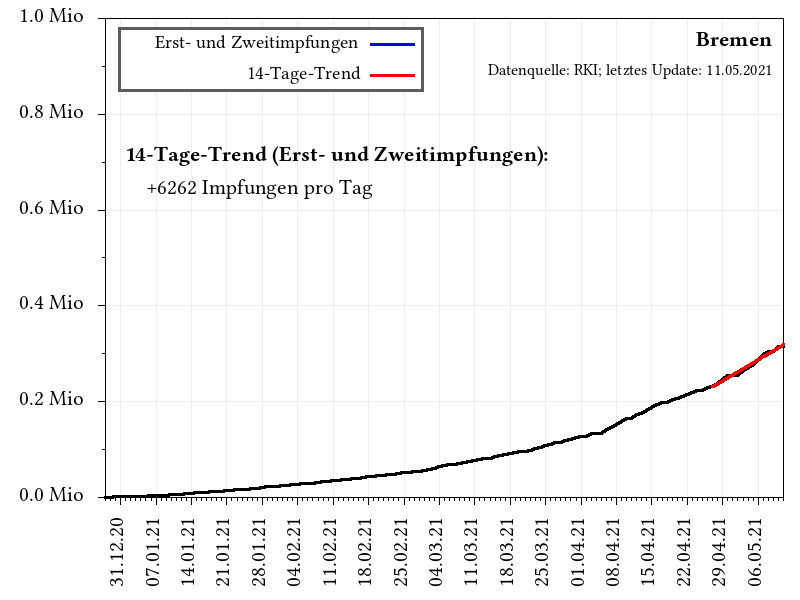 1.0 Mio
0.8 Mio
0.6 Mio
0.4 Mio
0.2 Mio
0.0 Mio
Erst- und Zweitimpfungen
14-Tage-Trend
Bremen
Datenquelle: RKI; letztes Update: 11.05.2021
14-Tage-Trend (Erst- und Zweitimpfungen):
+6262 Impfungen pro Tag
31.12.20
07.01.21
14.01.21
21.01.21
28.01.21
04.02.21
11.02.21
18.02.21
25.02.21
04.03.21
11.03.21
18.03.21
25.03.21
01.04.21
08.04.21
15.04.21
22.04.21
29.04.21
06.05.21